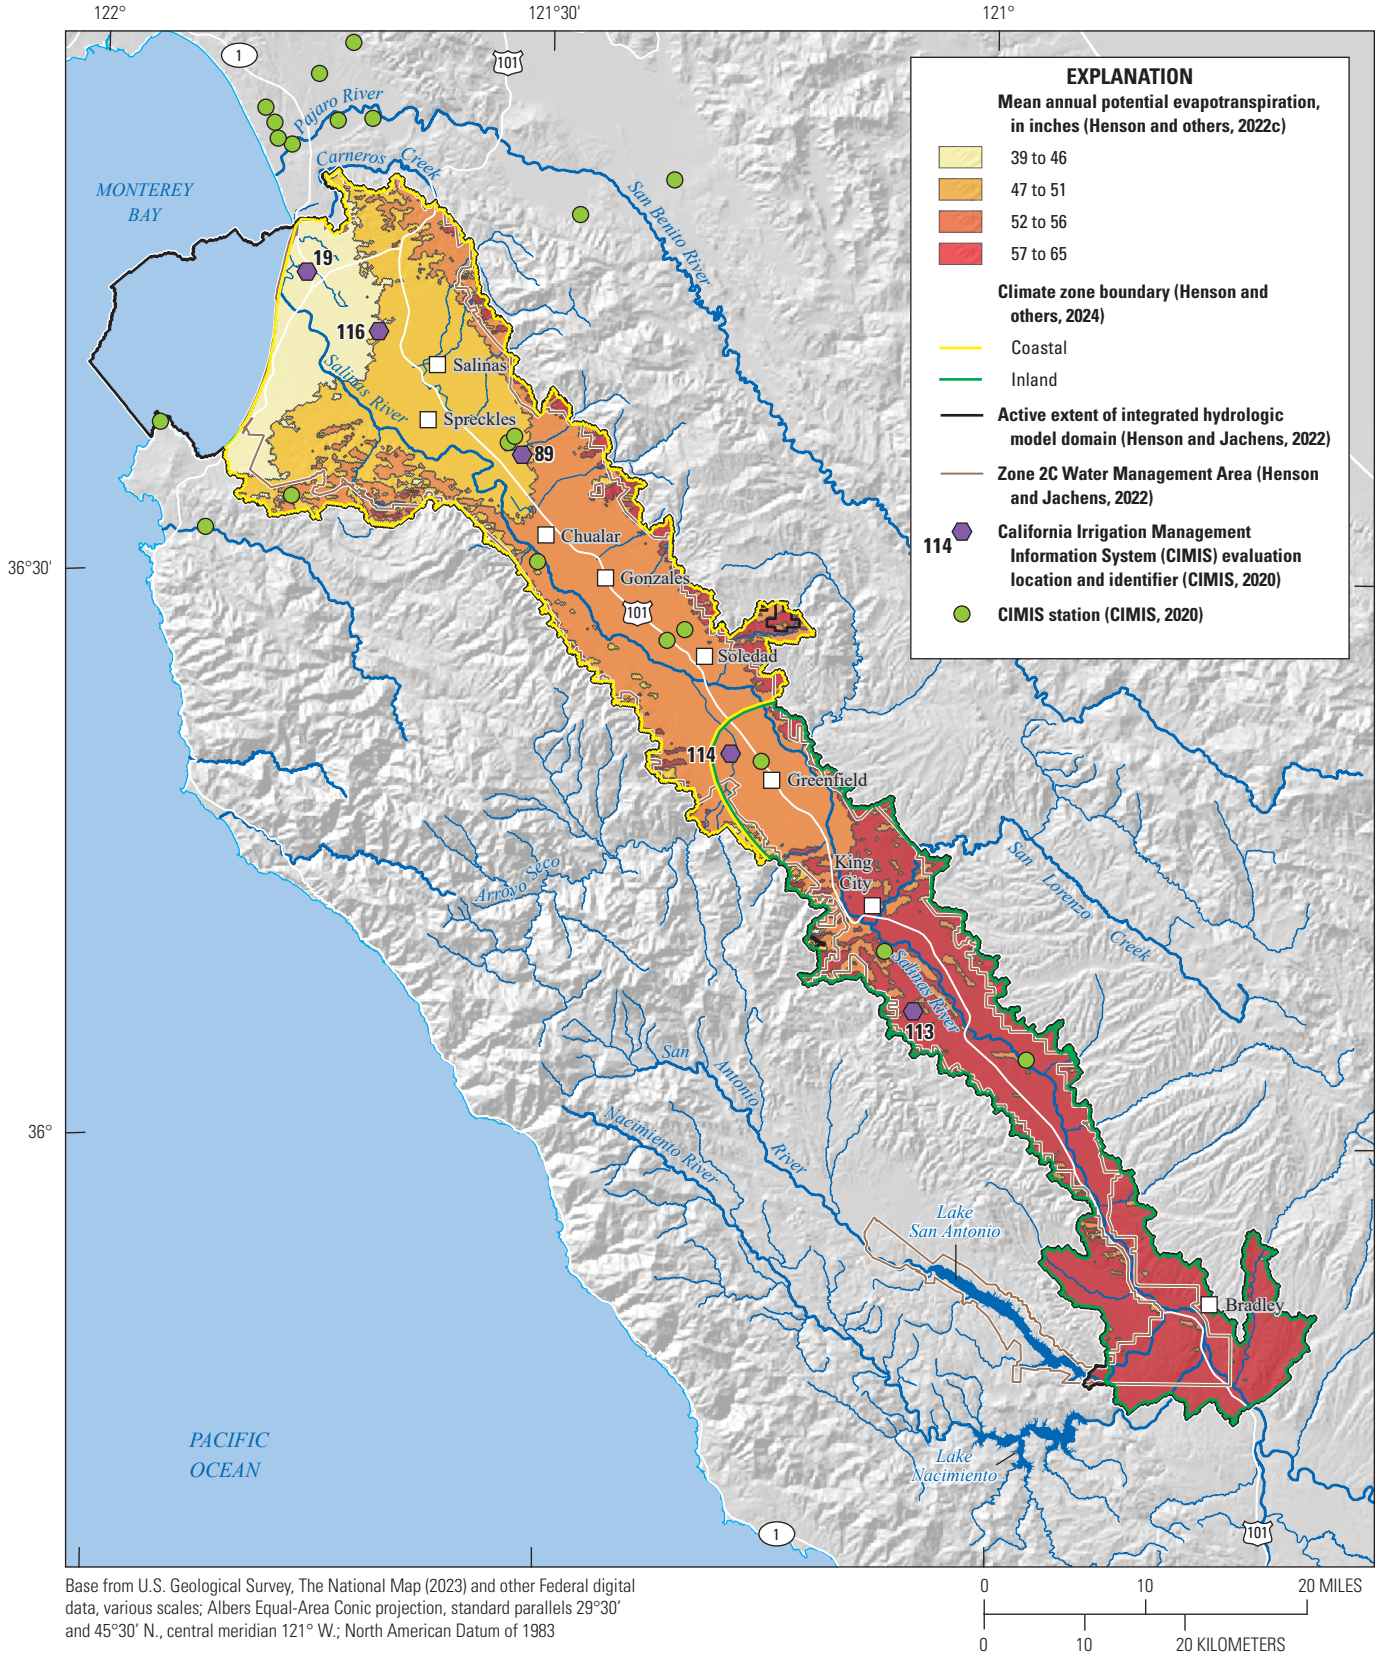 122°
121°30'
121°
1
101
Pajaro River
Carneros Creek
San Benito River
MONTEREY
BAY
19
116
Salinas
Salinas River
Spreckles
89
Chualar
Gonzales
101
Soledad
36°30'
114
Greenfield
King
City
Arroyo Seco
San Lorenzo Creek
Salinas River
113
San Antonio River
Nacimiento River
36°
Lake
San Antonio
Bradley
PACIFIC
OCEAN
Lake
Nacimiento
1
101
EXPLANATION
Mean annual potential evapotranspiration,
in inches (Henson and others, 2022c)
39 to 46
47 to 51
52 to 56
57 to 65
Climate zone boundary (Henson and
others, 2024)
Coastal
Inland
Active extent of integrated hydrologic
model domain (Henson and Jachens, 2022)
Zone 2C Water Management Area (Henson
and Jachens, 2022)
114
California Irrigation Management
Information System (CIMIS) evaluation
location and identifier (CIMIS, 2020)
CIMIS station (CIMIS, 2020)
Base from U.S. Geological Survey, The National Map (2023) and other Federal digital
data, various scales; Albers Equal-Area Conic projection, standard parallels 29°30'
and 45°30' N., central meridian 121° W.; North American Datum of 1983
0 10 20 MILES
0 10 20 KILOMETERS